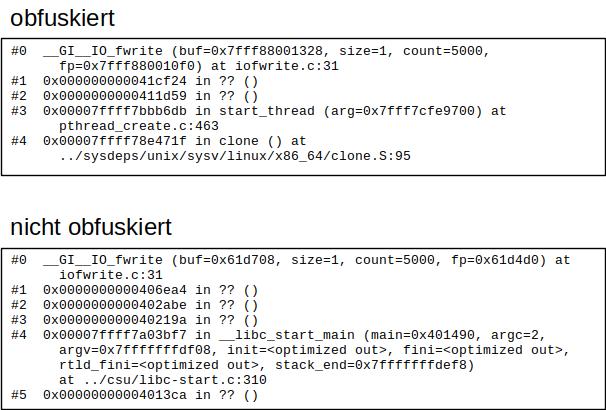 obfuskiert
#0  __GI__IO_fwrite (buf=0x7fff88001328, size=1, count=5000,
fp=0x7fff880010f0) at iofwrite.c:31
#1  0x000000000041cf24 in ?? ()
#2  0x0000000000411d59 in ?? ()
#3  0x00007ffff7bbb6db in start_thread (arg=0x7fff7cfe9700) at
pthread_create.c:463
#4  0x00007ffff78e471f in clone () at
../sysdeps/unix/sysv/linux/x86_64/clone.S:95
nicht obfuskiert
#0  __GI__IO_fwrite (buf=0x61d708, size=1, count=5000, fp=0x61d4d0) at
iofwrite.c:31
#1  0x0000000000406ea4 in ?? ()
#2  0x0000000000402abe in ?? ()
#3  0x000000000040219a in ?? ()
#4  0x00007ffff7a03bf7 in __libc_start_main (main=0x401490, argc=2,
argv=0x7fffffffdf08, init=<optimized out>, fini=<optimized out>,
rtld_fini=<optimized out>, stack_end=0x7fffffffdef8)
at ../csu/libc-start.c:310
#5  0x00000000004013ca in ?? ()